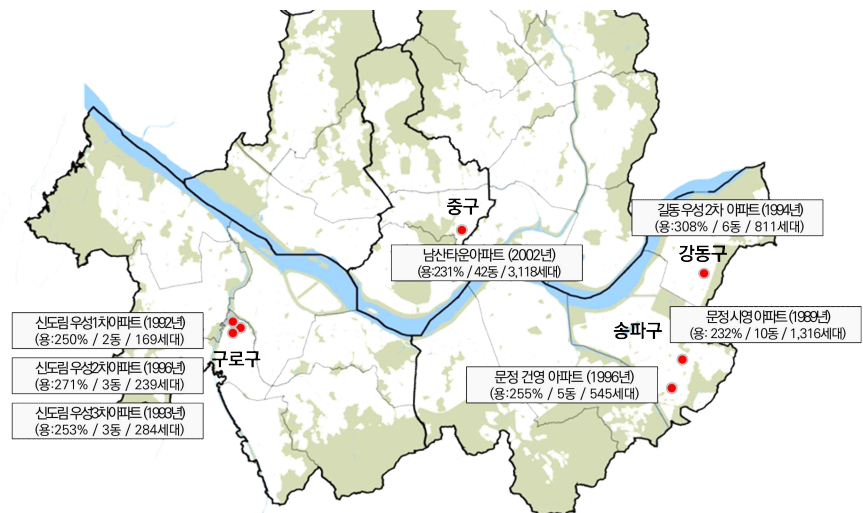 중구
길동 우성 2차 아파트 (1994년)
(용:308% / 6동 / 811세대)
남산타운아파트 (2002년)
(용:231% / 42동 / 3,118세대)
강동구
문정 시영 아파트 (1989년)
(용: 232% / 10동 / 1,316세대)
송파구
신도림 우성1차아파트 (1992년)
(용:250% / 2동 / 169세대)
구로구
신도림 우성2차아파트 (1996년)
(용:271% / 3동 / 239세대)
문정 건영 아파트 (1996년)
(용:255% / 5동 / 545세대)
신도림 우성3차아파트 (1993년)
(용:253% / 3동 / 284세대)